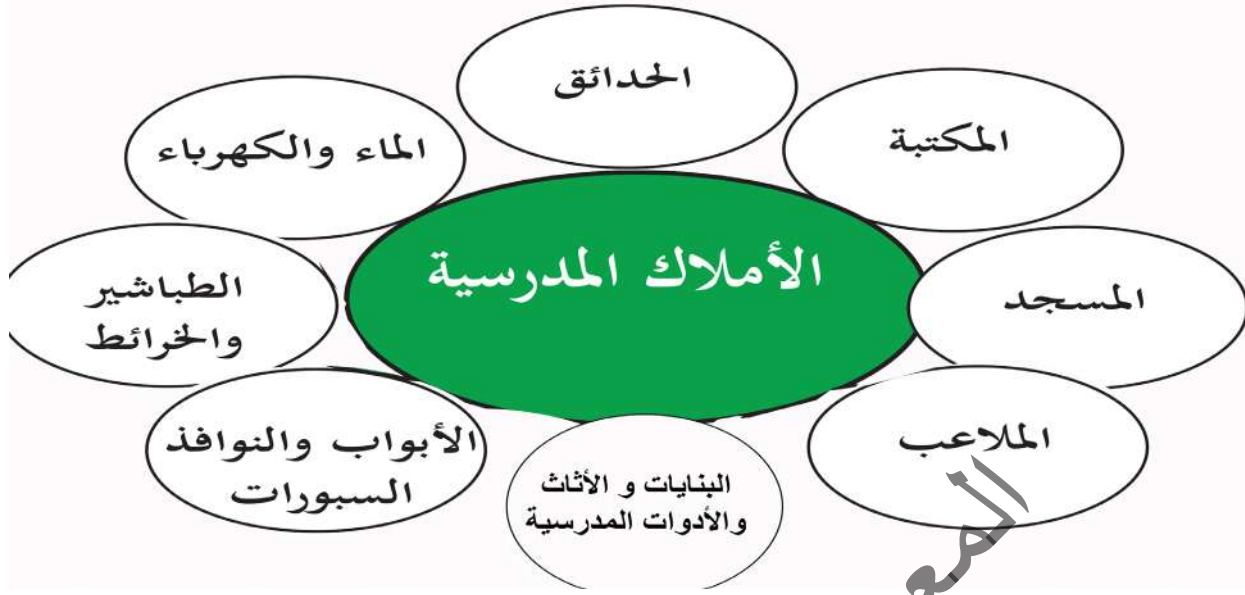 الحدائق
المكتبة
الماء والكهرباء
الأملاك المدرسية
المسجد
الطباشير
والخرائط
الملاعب
الأبواب والنوافذ
السبورات
البنايات و الأثاث
والأدوات المدرسية